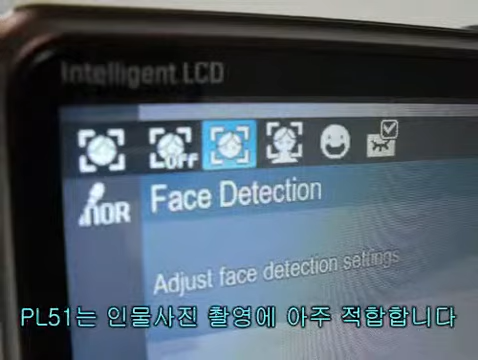 Intelligent LCD
OFF
NOR
Face Detection
Adjust face detection settings
PL51는 인물사진 촬영에 아주 적합합니다